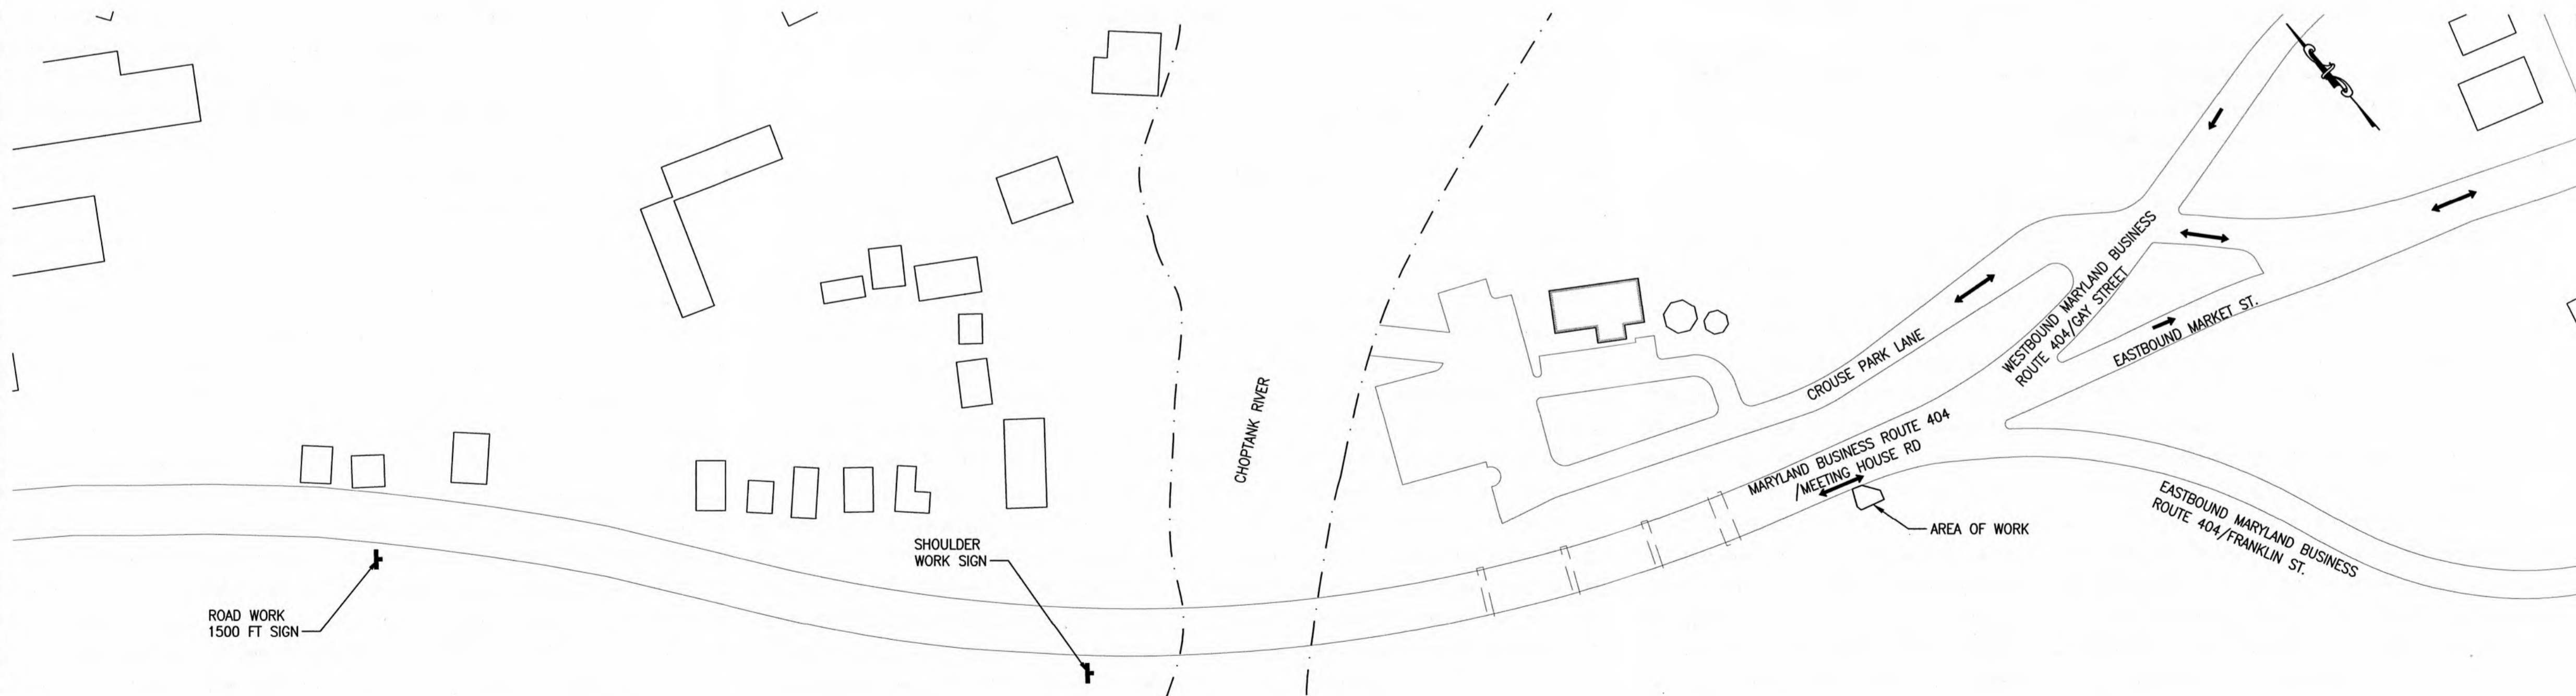 ROAD WORK
1500 FT SIGN
SHOULDER
WORK SIGN
CHOPTANK RIVER
CROUSE PARK LANE
WESTBOUND MARYLAND BUSINESS
ROUTE 404/GAY STREET
EASTBOUND MARKET ST.
MARYLAND BUSINESS ROUTE 404
/MEETING HOUSE RD
AREA OF WORK
EASTBOUND MARYLAND BUSINESS
ROUTE 404/FRANKLIN ST.